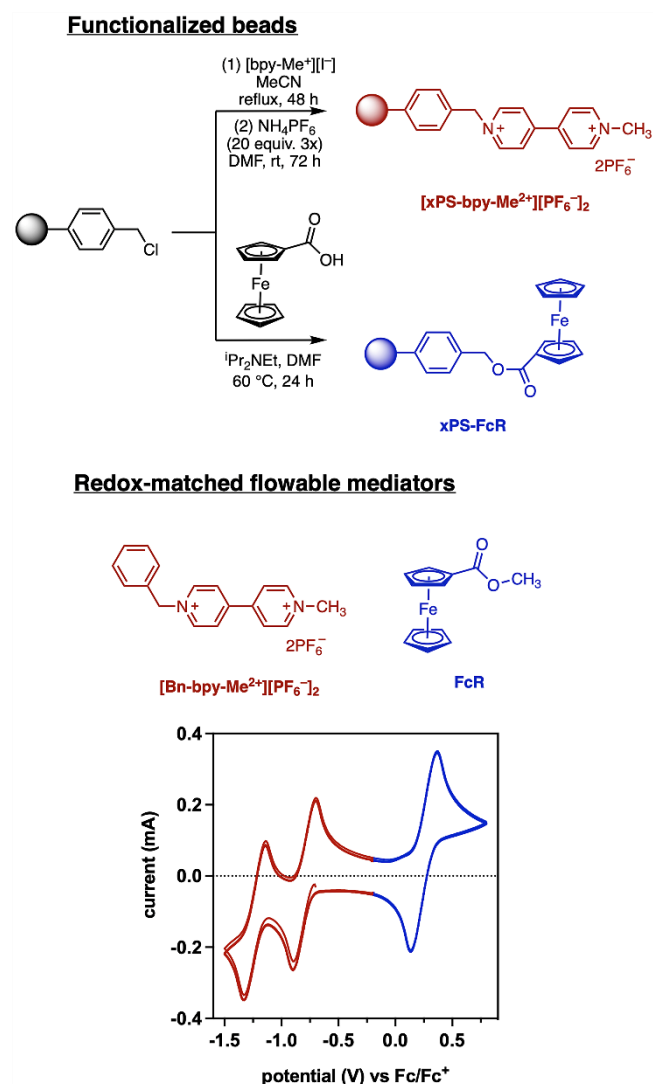 Functionalized beads
(1) [bpy-Me⁺][I⁻]
MeCN
reflux, 48 h
(2) NH₄PF₆
(20 equiv. 3x)
DMF, rt, 72 h
N⁺
N⁺–CH₃
2PF₆⁻
[xPS-bpy-Me²⁺][PF₆⁻]₂
Cl
O
OH
Fe
ⁱPr₂NEt, DMF
60 °C, 24 h
Fe
O
O
xPS-FcR
Redox-matched flowable mediators
N⁺
N⁺–CH₃
2PF₆⁻
[Bn-bpy-Me²⁺][PF₆⁻]₂
O
O
CH₃
Fe
FcR
0.4
0.2
0.0
-0.2
-0.4
current (mA)
-1.5 -1.0 -0.5 0.0 0.5
potential (V) vs Fc/Fc⁺